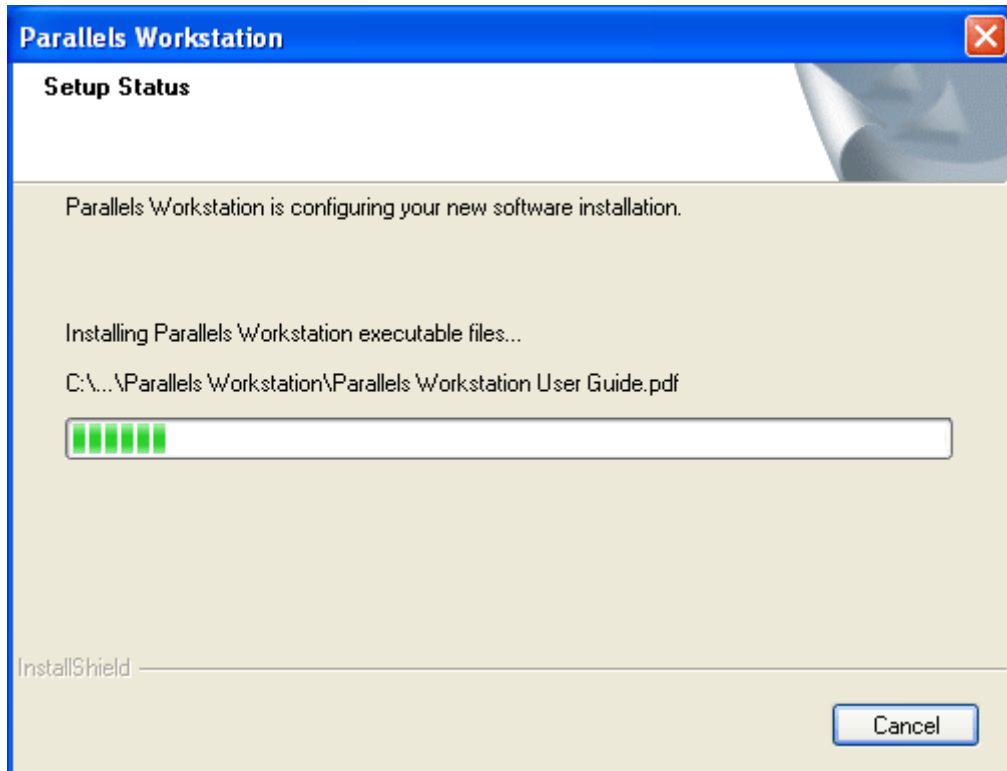 Parallels Workstation
Setup Status
Parallels Workstation is configuring your new software installation.
Installing Parallels Workstation executable files...
C:\...\Parallels Workstation\Parallels Workstation User Guide.pdf
InstallShield
Cancel